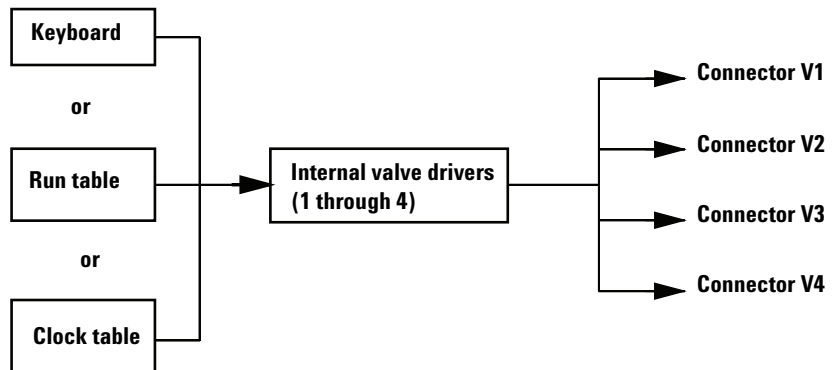 Keyboard
or
Run table
or
Clock table
Internal valve drivers
(1 through 4)
Connector V1
Connector V2
Connector V3
Connector V4